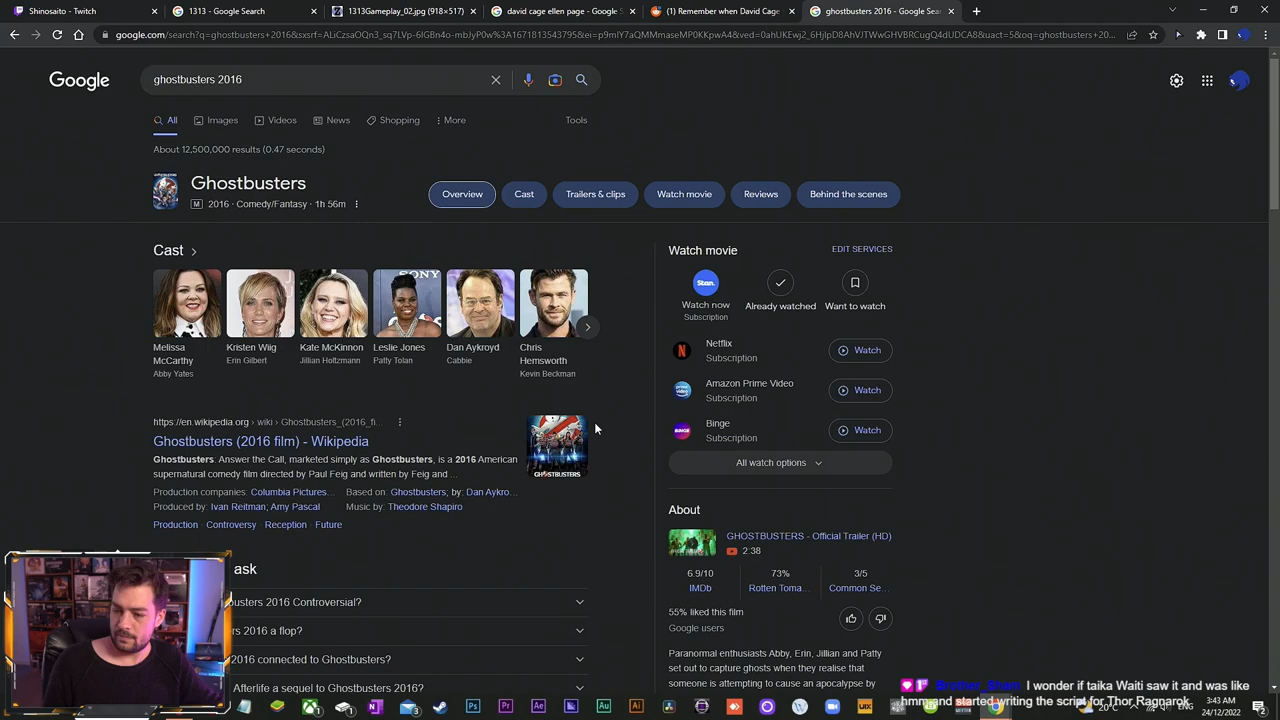 Shinosaito - Twitch
1313 - Google Search
1313Gameplay_02.jpg (918×517)
david cage ellen page - Google S
(1) Remember when David Cage
ghostbusters 2016 - Google Sear
ghostbusters 2016
Google
All
Images
Videos
News
Shopping
More
Tools
About 12,500,000 results (0.47 seconds)
Ghostbusters
M 2016 · Comedy/Fantasy · 1h 56m
Overview
Cast
Trailers & clips
Watch movie
Reviews
Behind the scenes
Cast
SONY
Melissa McCarthy
Abby Yates
Kristen Wiig
Erin Gilbert
Kate McKinnon
Jillian Holtzmann
Leslie Jones
Patty Tolan
Dan Aykroyd
Cabbie
Chris Hemsworth
Kevin Beckman
https://en.wikipedia.org › wiki › Ghostbusters_(2016_fi...
Ghostbusters (2016 film) - Wikipedia
Ghostbusters: Answer the Call, marketed simply as Ghostbusters, is a 2016 American
supernatural comedy film directed by Paul Feig and written by Feig and ...
Production companies: Columbia Pictures...
Based on: Ghostbusters; by: Dan Aykro...
Produced by: Ivan Reitman; Amy Pascal
Music by: Theodore Shapiro
Production · Controversy · Reception · Future
GHOSTBUSTERS
ask
busters 2016 Controversial?
rs 2016 a flop?
2016 connected to Ghostbusters?
Afterlife a sequel to Ghostbusters 2016?
Watch movie
EDIT SERVICES
Stan.
Watch now
Subscription
Already watched
Want to watch
Netflix
Subscription
Watch
Amazon Prime Video
Subscription
Watch
BINGE
Binge
Subscription
Watch
All watch options
About
GHOSTBUSTERS - Official Trailer (HD)
2:38
6.9/10
IMDb
73%
Rotten Toma...
3/5
Common Se...
55% liked this film
Google users
Paranormal enthusiasts Abby, Erin, Jillian and Patty
set out to capture ghosts when they realise that
someone is attempting to cause an apocalypse by
I wonder if taika Waiti saw it and was like
hmm and started writing the script for Thor Ragnarok
3:43 AM
24/12/2022